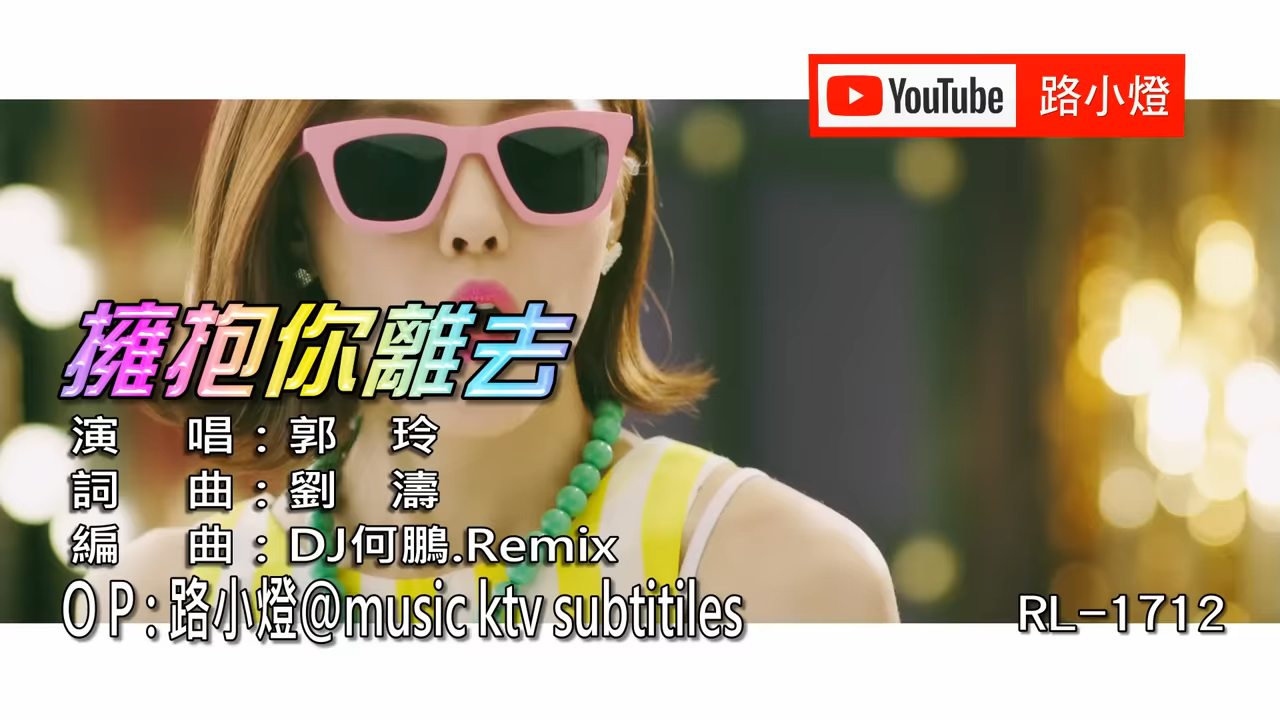 YouTube 路小燈
擁抱你離去
演 唱：郭 玲
詞 曲：劉 濤
編 曲：DJ何鵬.Remix
O P：路小燈@music ktv subtitiles
RL-1712